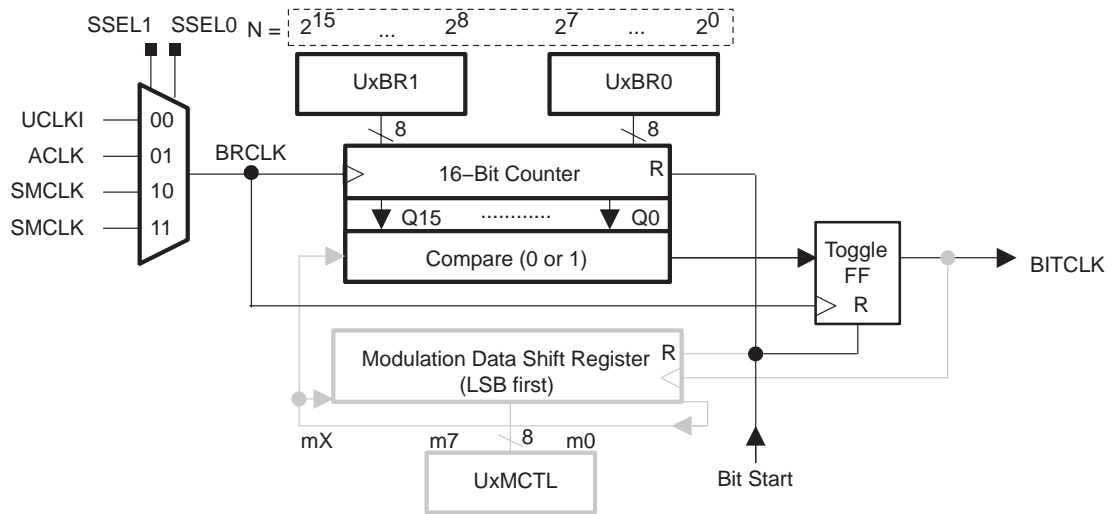 SSEL1 SSEL0 N = 2^15 ... 2^8 2^7 ... 2^0
UxBR1 UxBR0
8 8
UCLKI 00
ACLK 01
SMCLK 10
SMCLK 11
BRCLK
16–Bit Counter R
Q15 ............ Q0
Compare (0 or 1)
Toggle
FF
R
BITCLK
Modulation Data Shift Register R
(LSB first)
mX m7 8 m0
UxMCTL
Bit Start